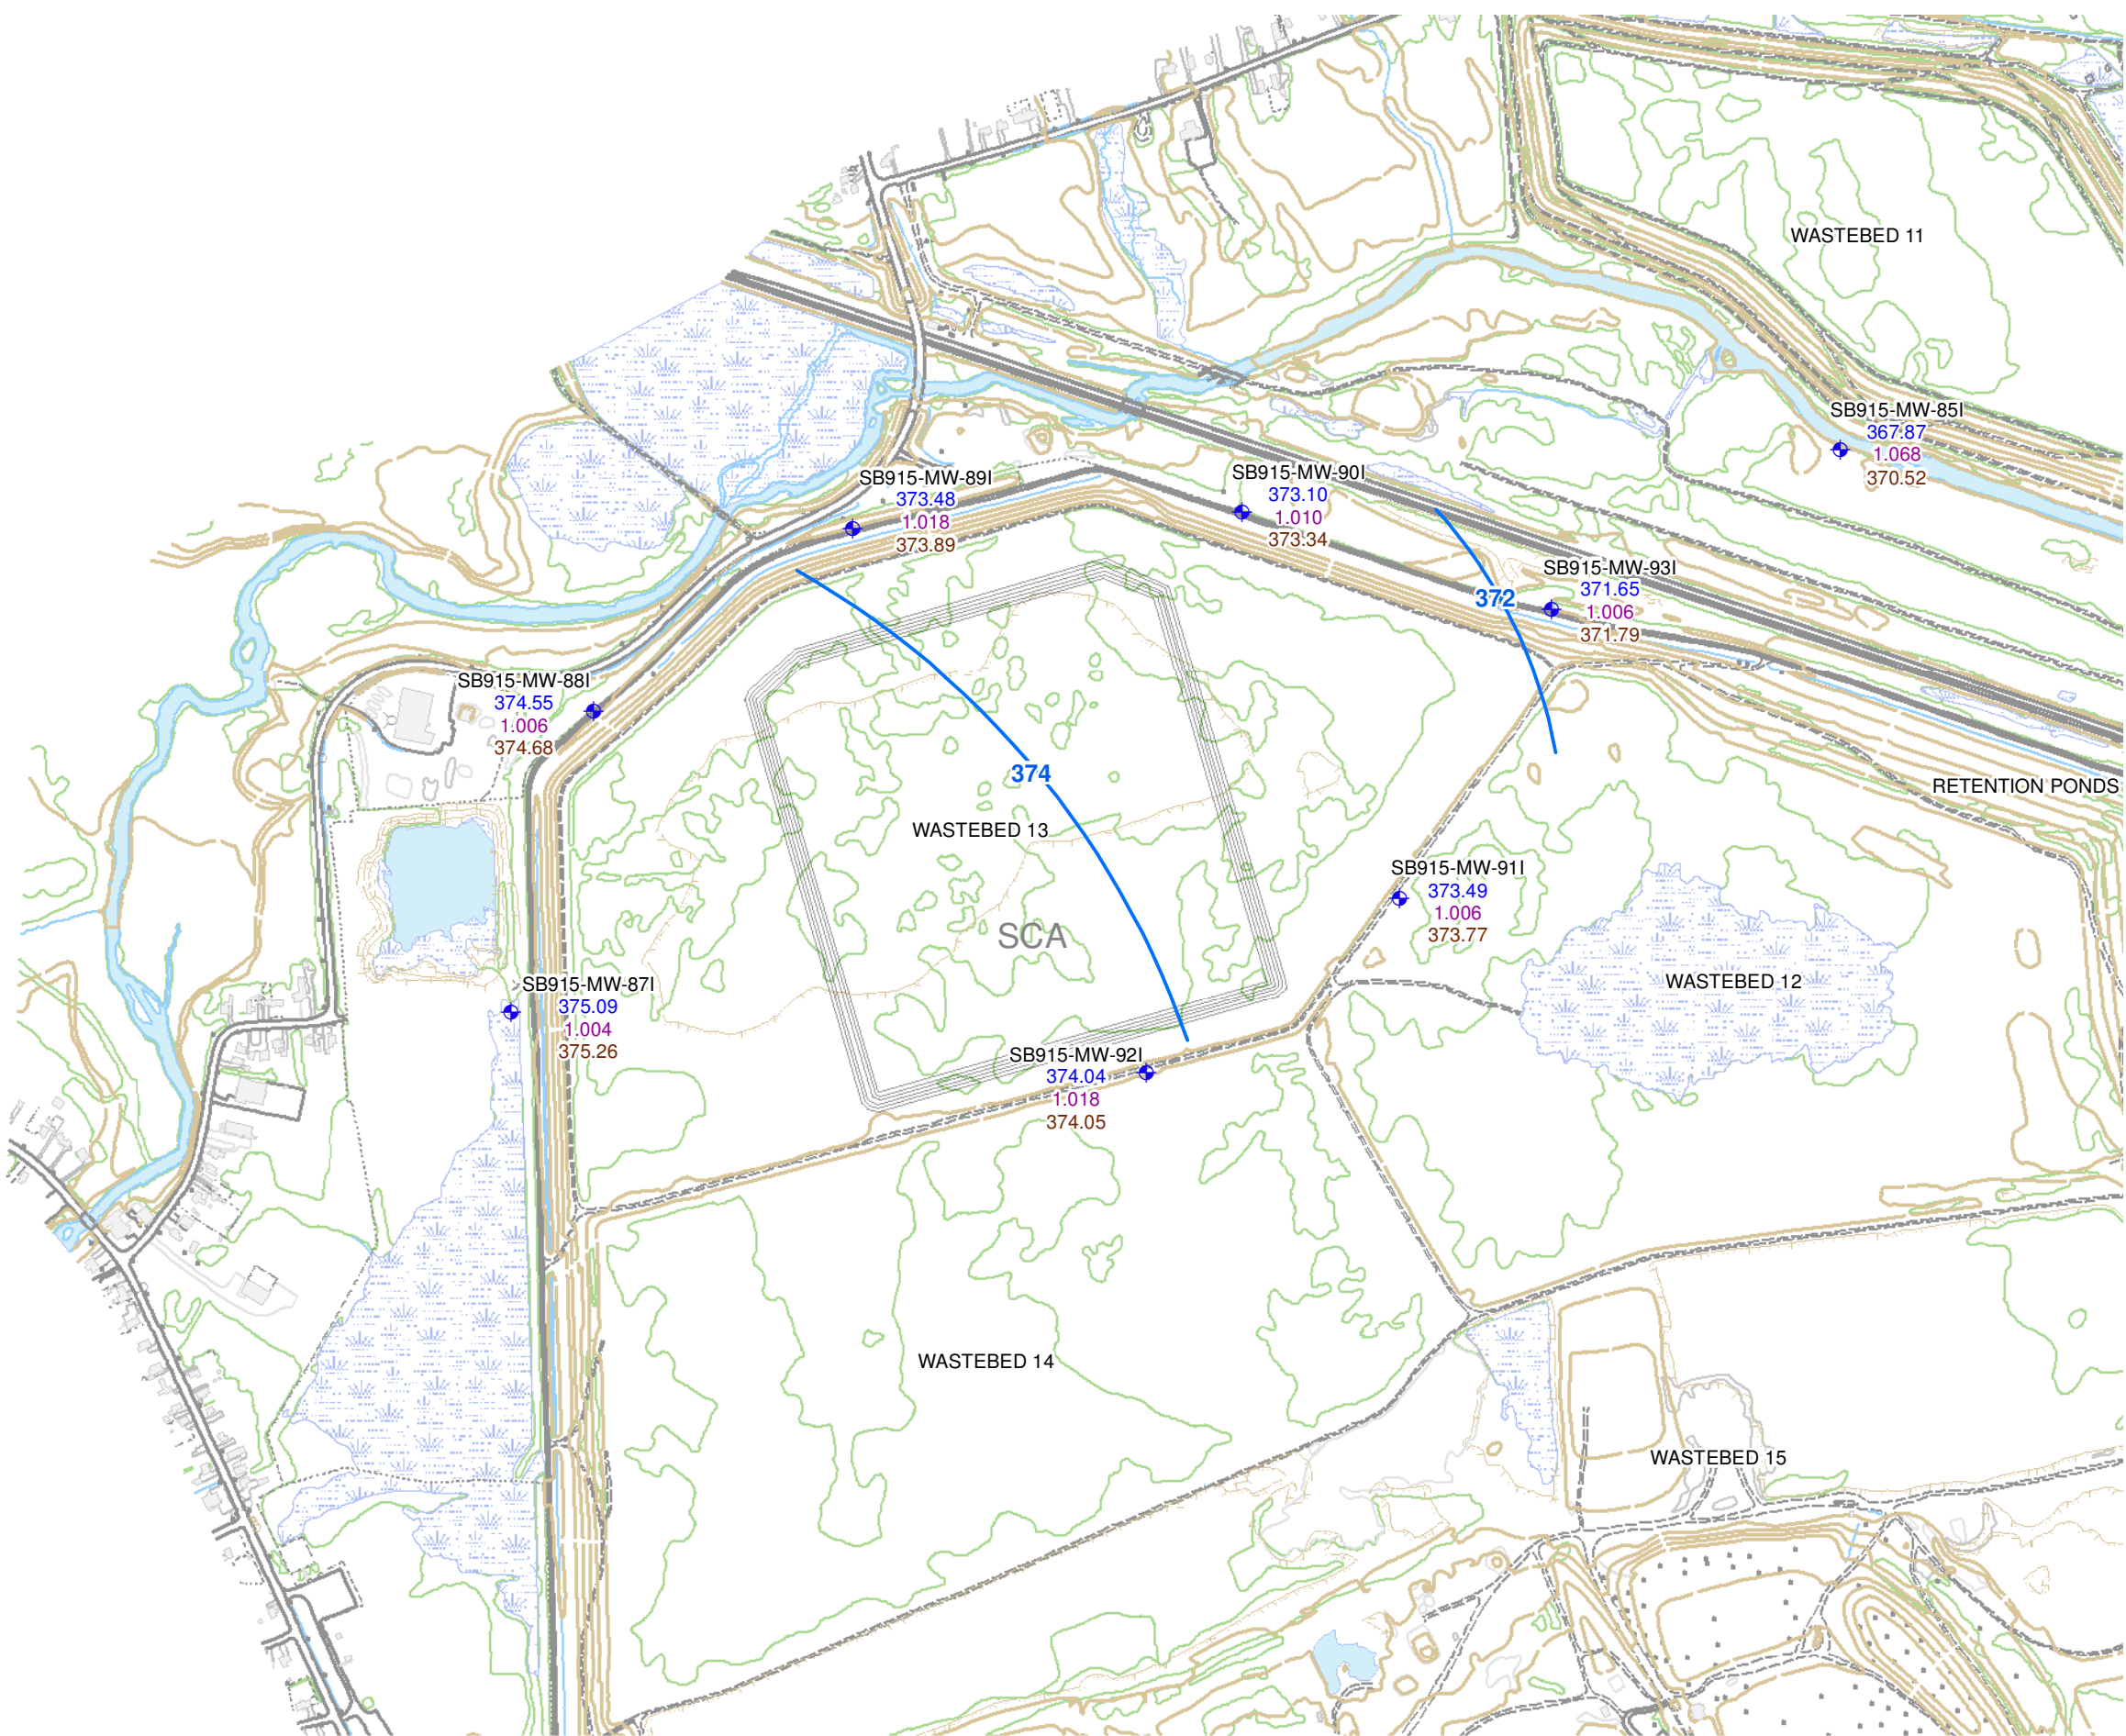 WASTEBED 11
SB915-MW-85I
367.87
1.068
370.52
SB915-MW-89I
373.48
1.018
373.89
SB915-MW-90I
373.10
1.010
373.34
SB915-MW-93I
371.65
1.006
371.79
372
SB915-MW-88I
374.55
1.006
374.68
374
RETENTION PONDS
WASTEBED 13
SB915-MW-91I
373.49
1.006
373.77
SCA
WASTEBED 12
SB915-MW-87I
375.09
1.004
375.26
SB915-MW-92I
374.04
1.018
374.05
WASTEBED 14
WASTEBED 15